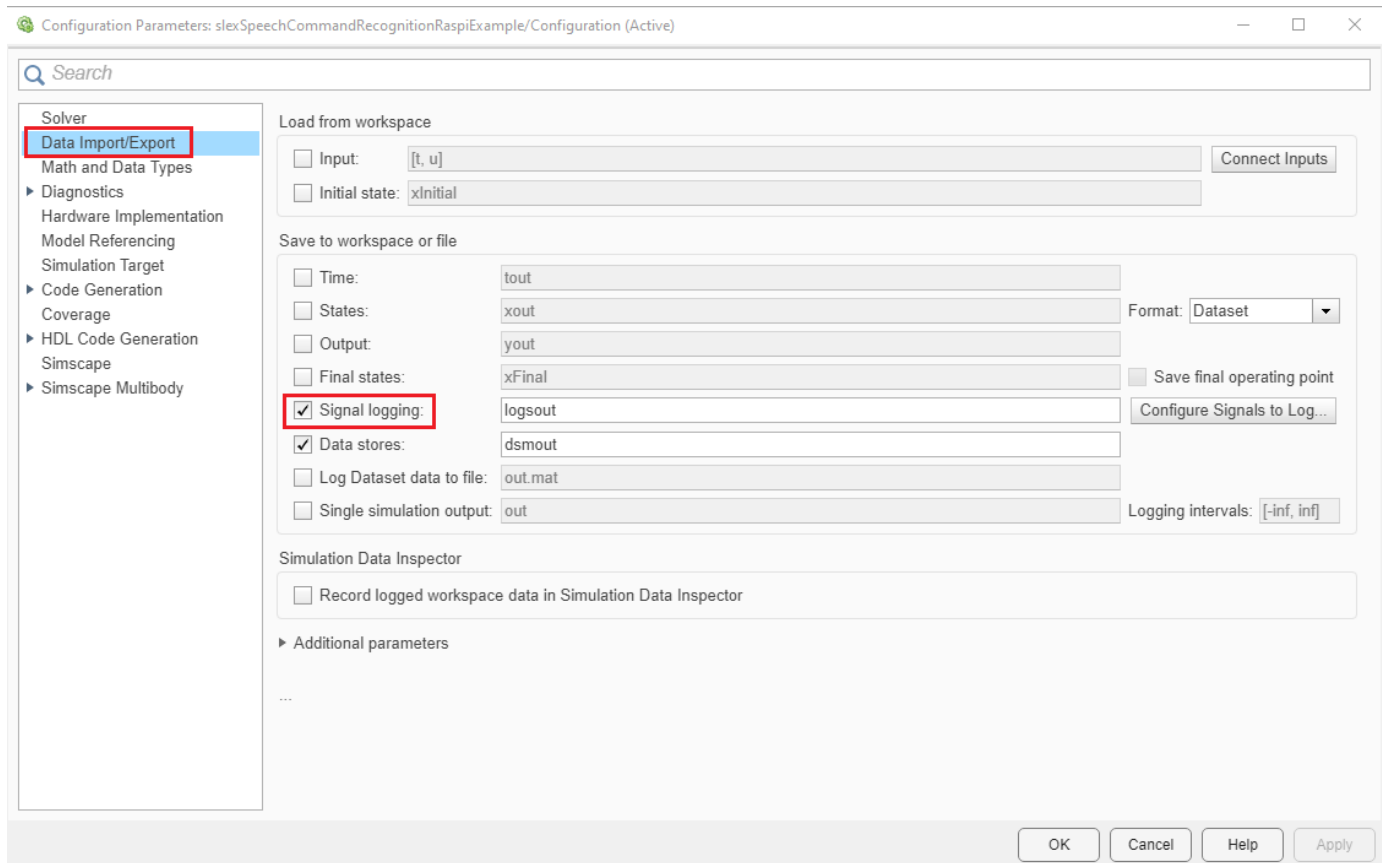 Configuration Parameters: slexSpeechCommandRecognitionRaspiExample/Configuration (Active)
Search
Solver
Data Import/Export
Math and Data Types
Diagnostics
Hardware Implementation
Model Referencing
Simulation Target
Code Generation
Coverage
HDL Code Generation
Simscape
Simscape Multibody
Load from workspace
Input: [t, u] Connect Inputs
Initial state: xInitial
Save to workspace or file
Time: tout
States: xout Format: Dataset
Output: yout
Final states: xFinal Save final operating point
Signal logging: logsout Configure Signals to Log...
Data stores: dsmout
Log Dataset data to file: out.mat
Single simulation output: out Logging intervals: [-inf, inf]
Simulation Data Inspector
Record logged workspace data in Simulation Data Inspector
Additional parameters
...
OK Cancel Help Apply